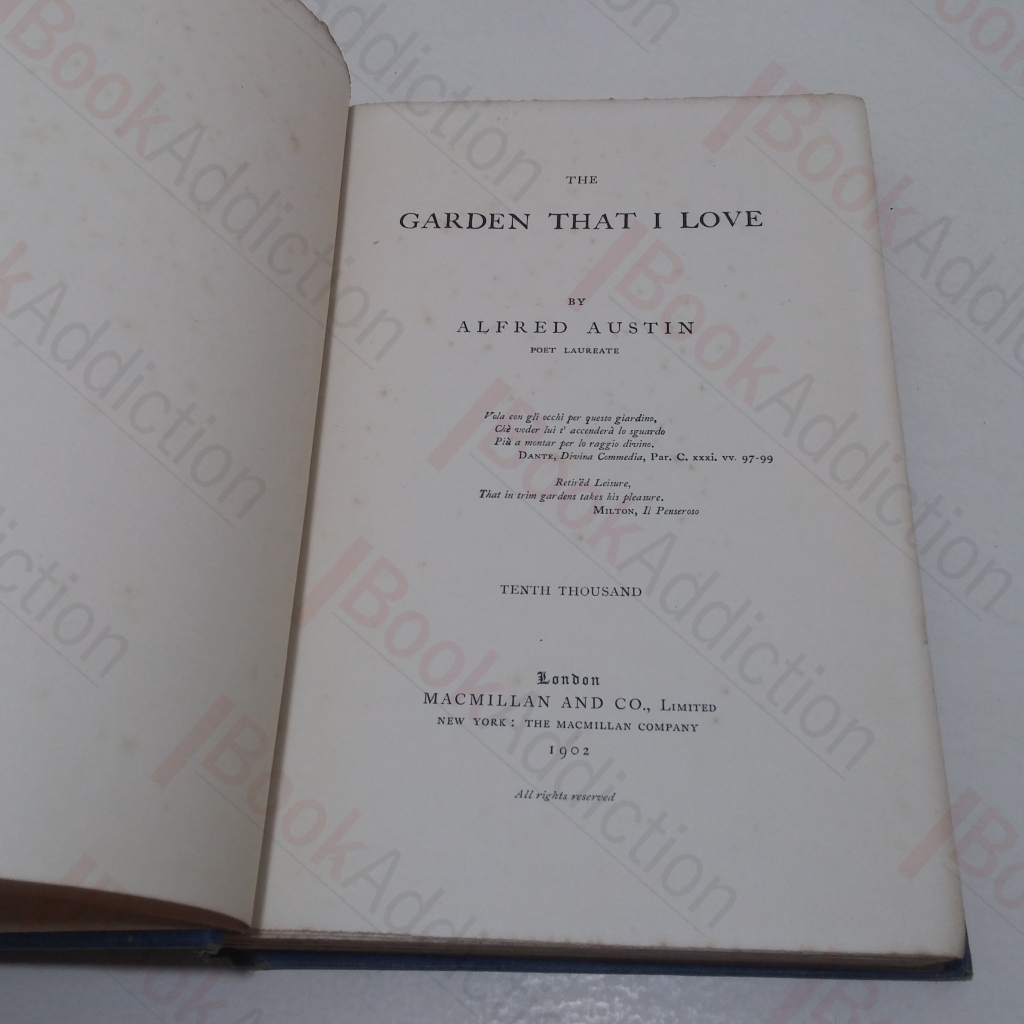 THE
GARDEN THAT I LOVE
BY
ALFRED AUSTIN
POET LAUREATE
Vola con gli occhi per questo giardino,
Chè veder lui t' accenderà lo sguardo
Più a montar per lo raggio divino.
DANTE, Divina Commedia, Par. C. xxxi. vv. 97-99
Retirèd Leisure,
That in trim gardens takes his pleasure.
MILTON, Il Penseroso
TENTH THOUSAND
London
MACMILLAN AND CO., LIMITED
NEW YORK: THE MACMILLAN COMPANY
1902
All rights reserved
BookAddiction